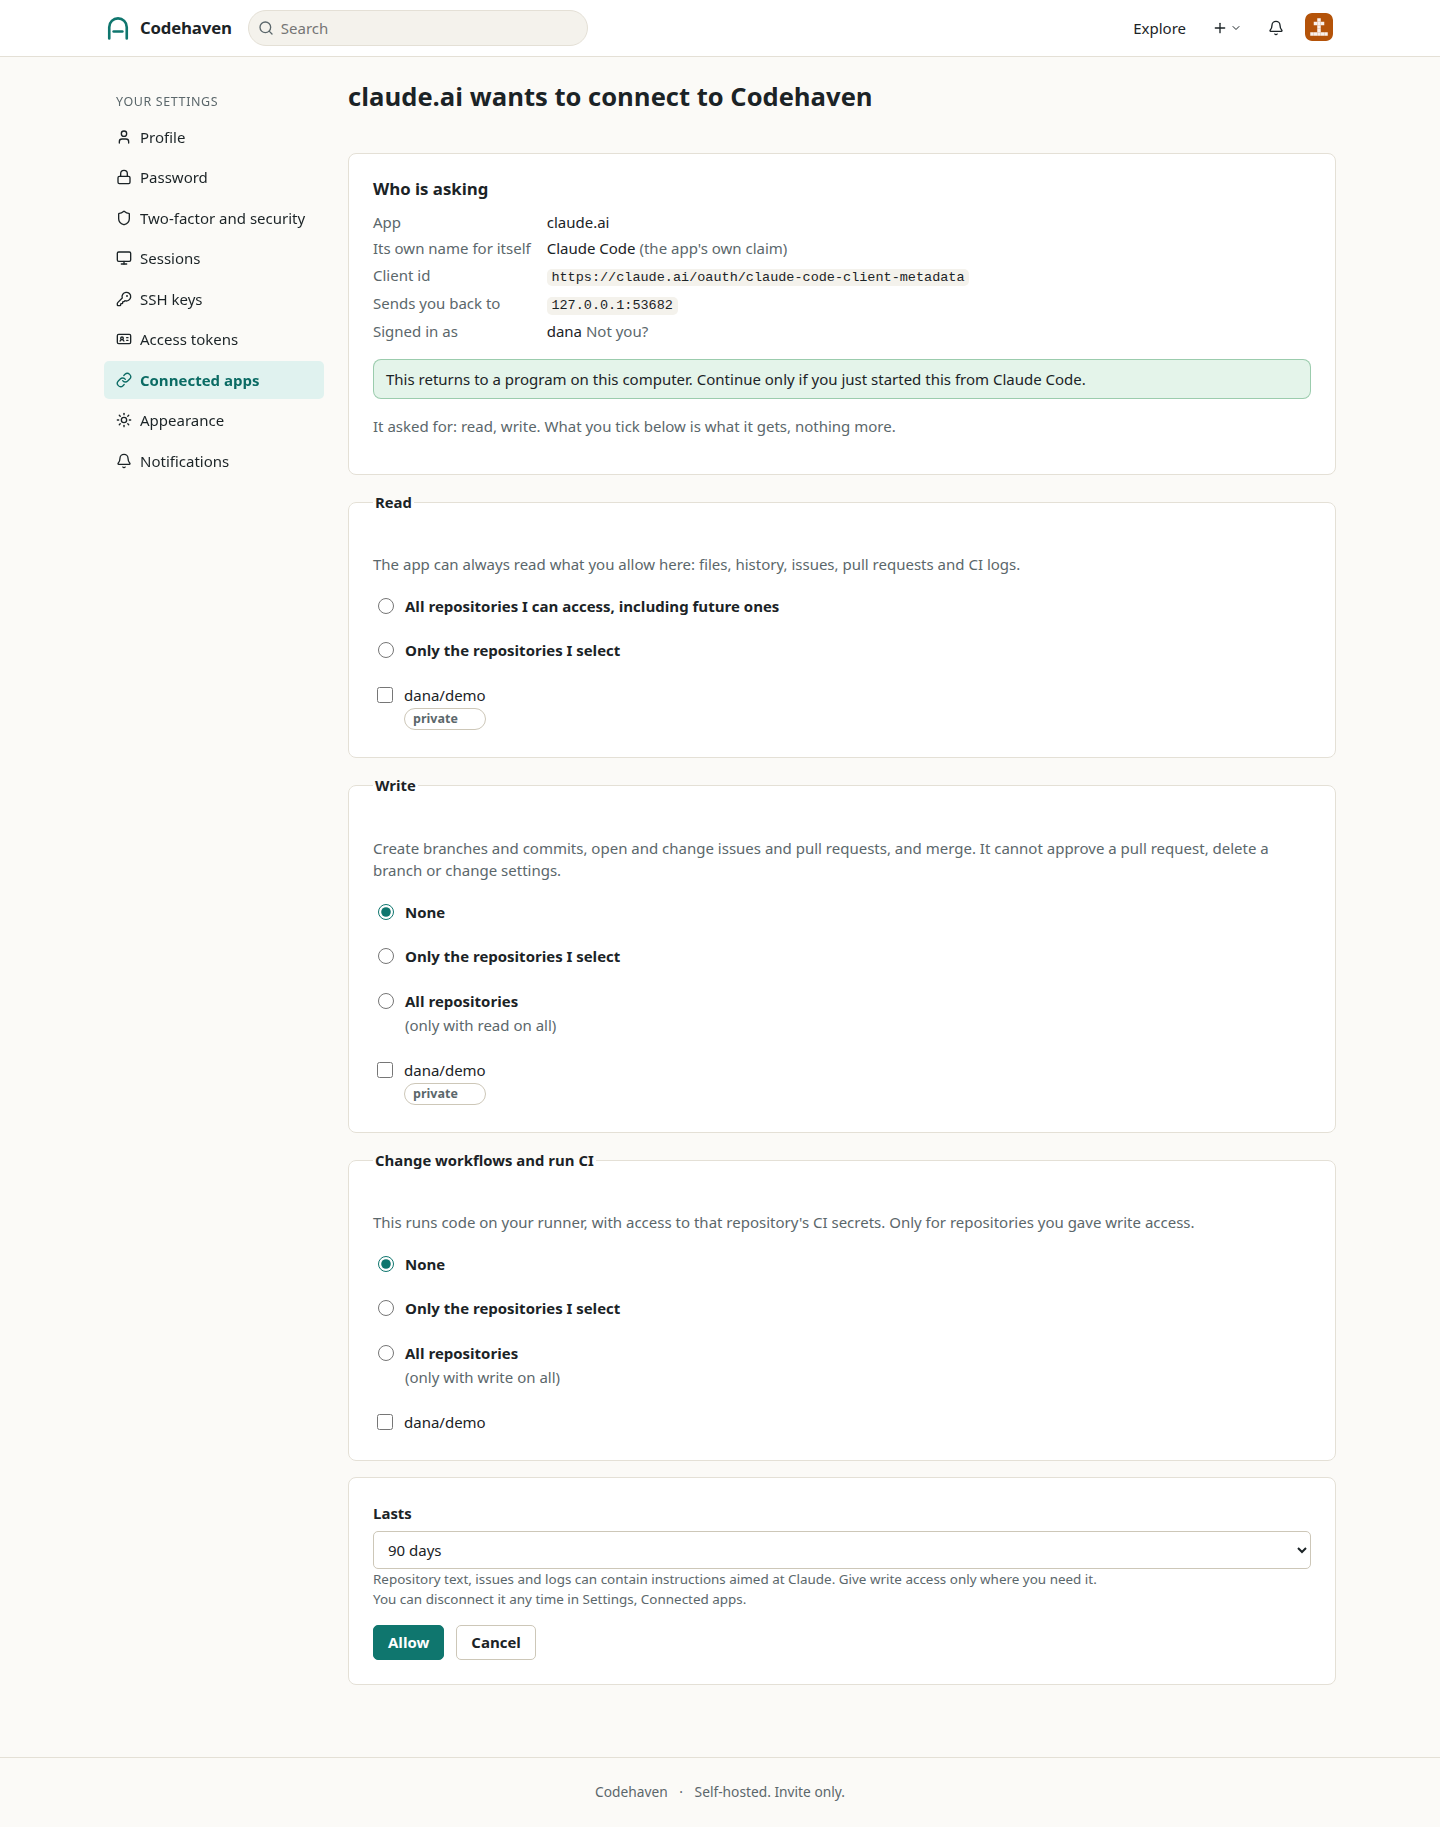 Codehaven
Search
Explore
YOUR SETTINGS
Profile
Password
Two-factor and security
Sessions
SSH keys
Access tokens
Connected apps
Appearance
Notifications
claude.ai wants to connect to Codehaven
Who is asking
App claude.ai
Its own name for itself Claude Code (the app's own claim)
Client id https://claude.ai/oauth/claude-code-client-metadata
Sends you back to 127.0.0.1:53682
Signed in as dana Not you?
This returns to a program on this computer. Continue only if you just started this from Claude Code.
It asked for: read, write. What you tick below is what it gets, nothing more.
Read
The app can always read what you allow here: files, history, issues, pull requests and CI logs.
All repositories I can access, including future ones
Only the repositories I select
dana/demo
private
Write
Create branches and commits, open and change issues and pull requests, and merge. It cannot approve a pull request, delete a
branch or change settings.
None
Only the repositories I select
All repositories
(only with read on all)
dana/demo
private
Change workflows and run CI
This runs code on your runner, with access to that repository's CI secrets. Only for repositories you gave write access.
None
Only the repositories I select
All repositories
(only with write on all)
dana/demo
Lasts
90 days
Repository text, issues and logs can contain instructions aimed at Claude. Give write access only where you need it.
You can disconnect it any time in Settings, Connected apps.
Allow Cancel
Codehaven · Self-hosted. Invite only.